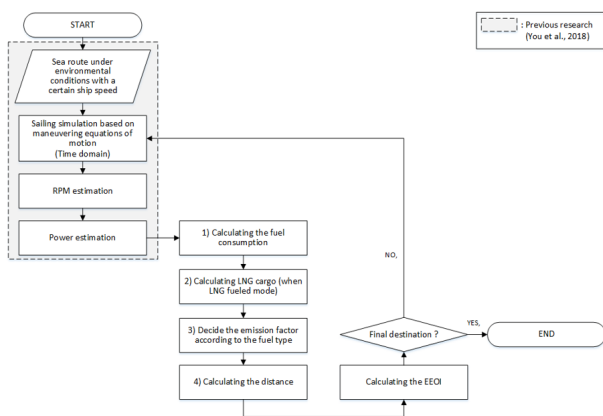 START
: Previous research
(You et al., 2018)
Sea route under
environmental
conditions with a
certain ship speed
Sailing simulation based on
maneuvering equations of
motion
(Time domain)
RPM estimation
Power estimation
1) Calculating the fuel
consumption
2) Calculating LNG cargo (when
LNG fueled mode)
3) Decide the emission factor
according to the fuel type
4) Calculating the distance
Calculating the EEOI
Final destination ?
NO,
YES,
END